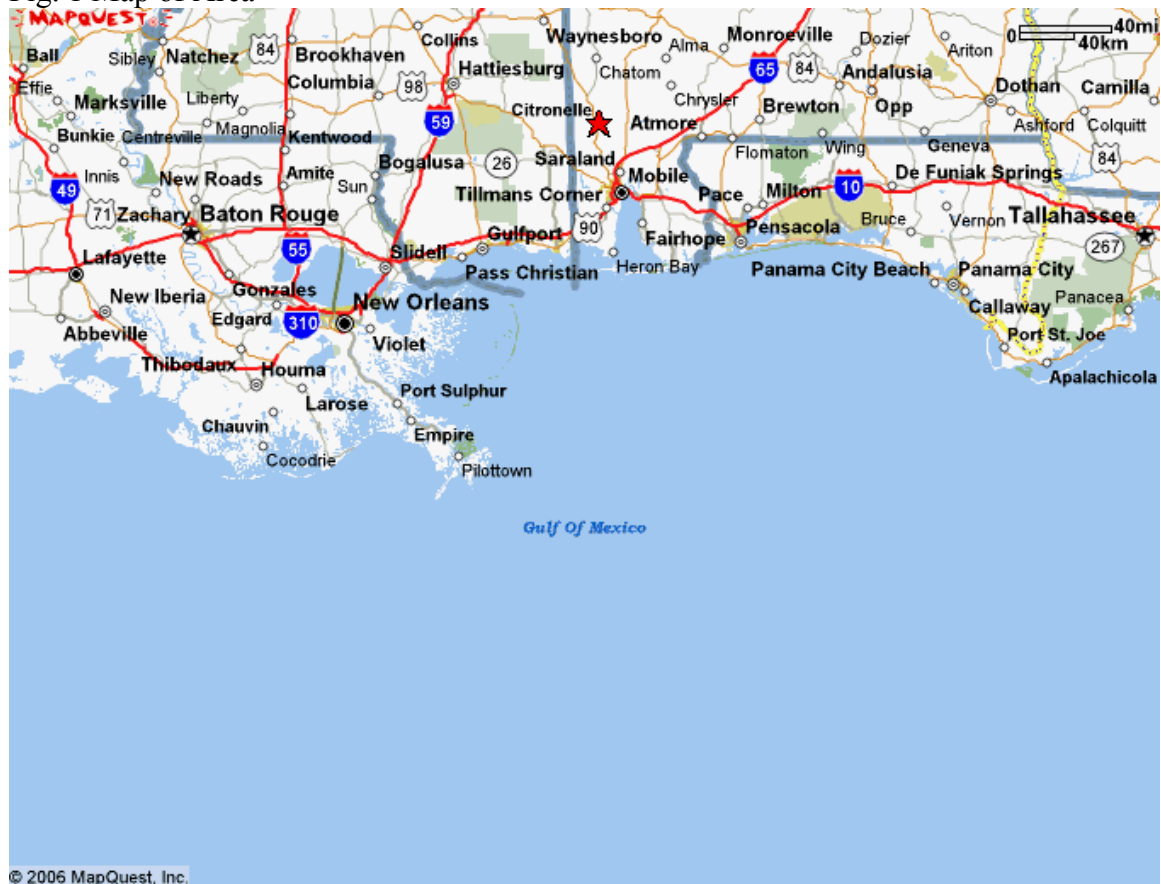 Fig. 1 Map of Area
MAPQUEST
Ball
Sibley
Natchez
84
Brookhaven
Collins
Waynesboro
Alma
Monroeville
Dozier
Ariton
0
40mi
40km
Effie
Columbia
98
Hattiesburg
Chatom
65
84
Andalusia
Dothan
Camilla
Marksville
Liberty
Citronelle
Chrysler
Brewton
Opp
Bunkie
Centreville
Magnolia
Kentwood
59
Atmore
Flomaton
Wing
Geneva
Ashford
Colquitt
Innis
New Roads
Amite
Sun
Bogalusa
26
Saraland
Mobile
Pace
Milton
10
De Funiak Springs
84
49
71
Zachary
Baton Rouge
Tillmans Corner
90
Fairhope
Pensacola
Bruce
Vernon
Tallahassee
Lafayette
55
Slidell
Gulfport
Pass Christian
Heron Bay
Panama City Beach
Panama City
267
New Iberia
Gonzales
New Orleans
Callaway
Panacea
Abbeville
Edgard
310
Violet
Port St. Joe
Thibodaux
Houma
Larose
Port Sulphur
Apalachicola
Chauvin
Empire
Cocodrie
Pilottown
Gulf Of Mexico
© 2006 MapQuest, Inc.